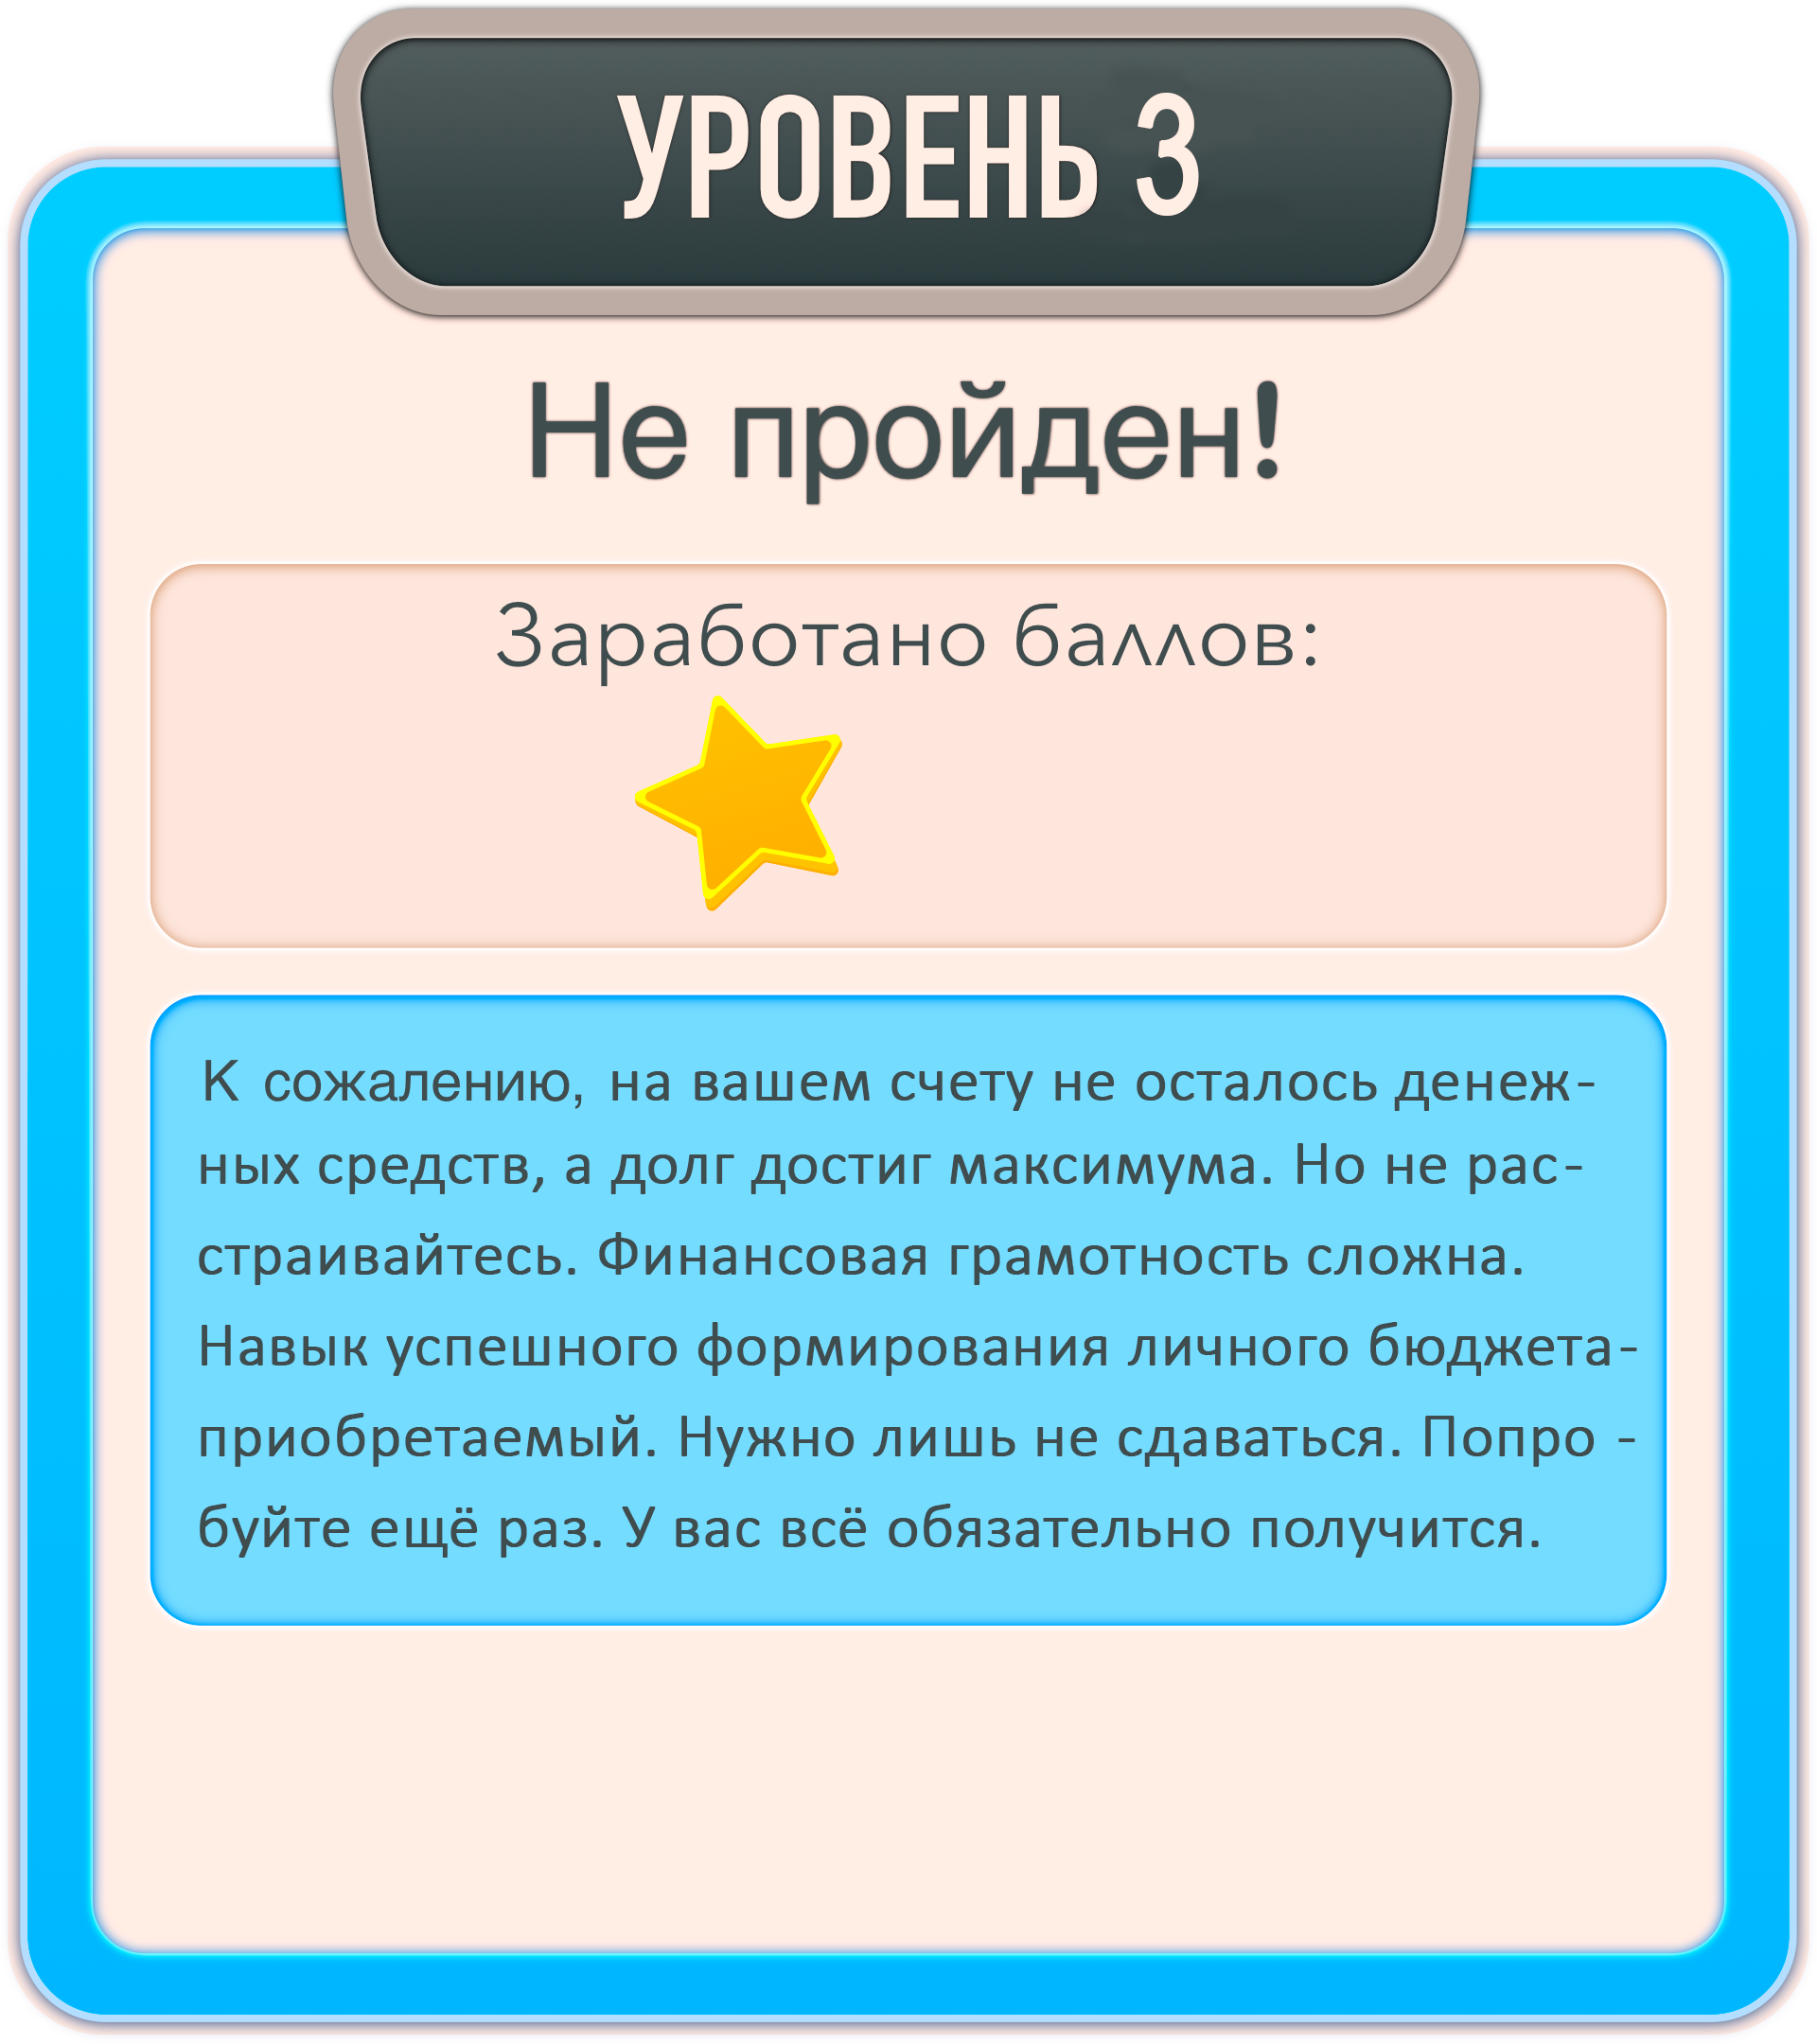 УРОВЕНЬ 3
Не пройден!
Заработано баллов:
К сожалению, на вашем счету не осталось денеж-
ных средств, а долг достиг максимума. Но не рас-
страивайтесь. Финансовая грамотность сложна.
Навык успешного формирования личного бюджета-
приобретаемый. Нужно лишь не сдаваться. Попро -
буйте ещё раз. У вас всё обязательно получится.